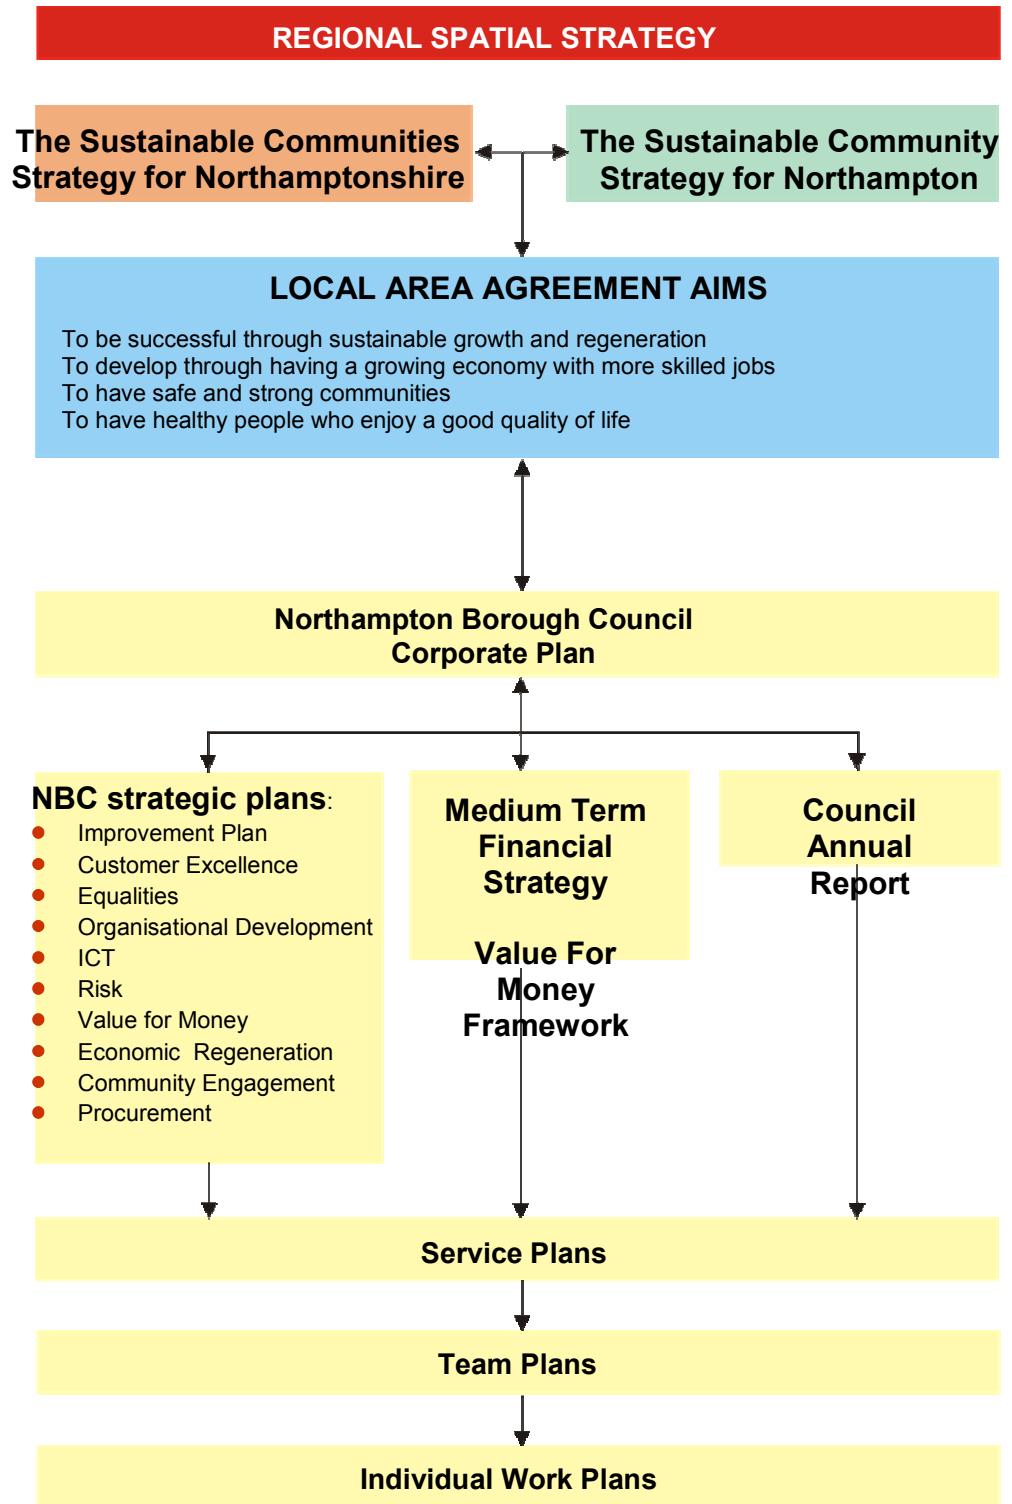 REGIONAL SPATIAL STRATEGY
The Sustainable Communities
Strategy for Northamptonshire
The Sustainable Community
Strategy for Northampton
LOCAL AREA AGREEMENT AIMS
To be successful through sustainable growth and regeneration
To develop through having a growing economy with more skilled jobs
To have safe and strong communities
To have healthy people who enjoy a good quality of life
Northampton Borough Council
Corporate Plan
NBC strategic plans:
● Improvement Plan
● Customer Excellence
● Equalities
● Organisational Development
● ICT
● Risk
● Value for Money
● Economic  Regeneration
● Community Engagement
● Procurement
Medium Term
Financial
Strategy
Value For
Money
Framework
Council
Annual
Report
Service Plans
Team Plans
Individual Work Plans